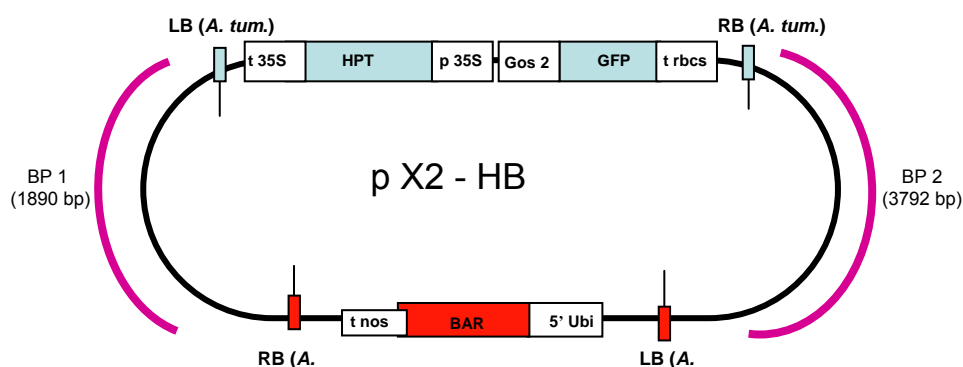 LB (A. tum.)
RB (A. tum.)
t 35S
HPT
p 35S
Gos 2
GFP
t rbcs
BP 1
(1890 bp)
p X2 - HB
BP 2
(3792 bp)
t nos
BAR
5’ Ubi
RB (A.
LB (A.